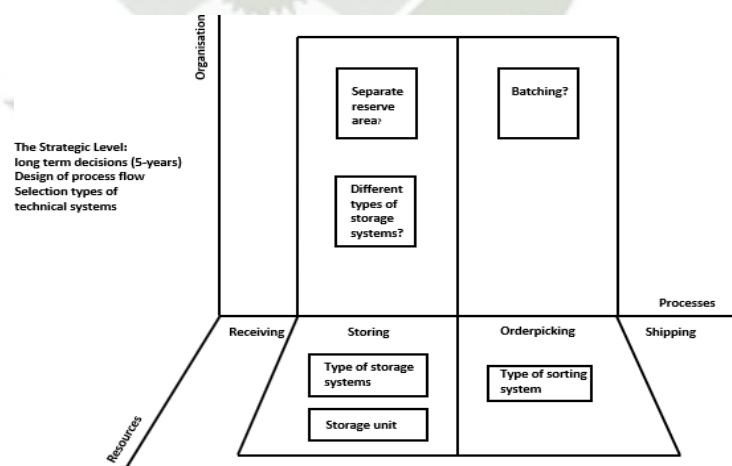 Organisation
Separate
reserve
area?
Batching?
The Strategic Level:
long term decisions (5-years)
Design of process flow
Selection types of
technical systems
Different
types of
storage
systems?
Processes
Receiving
Storing
Orderpicking
Shipping
Type of storage
systems
Type of sorting
system
Storage unit
Resources